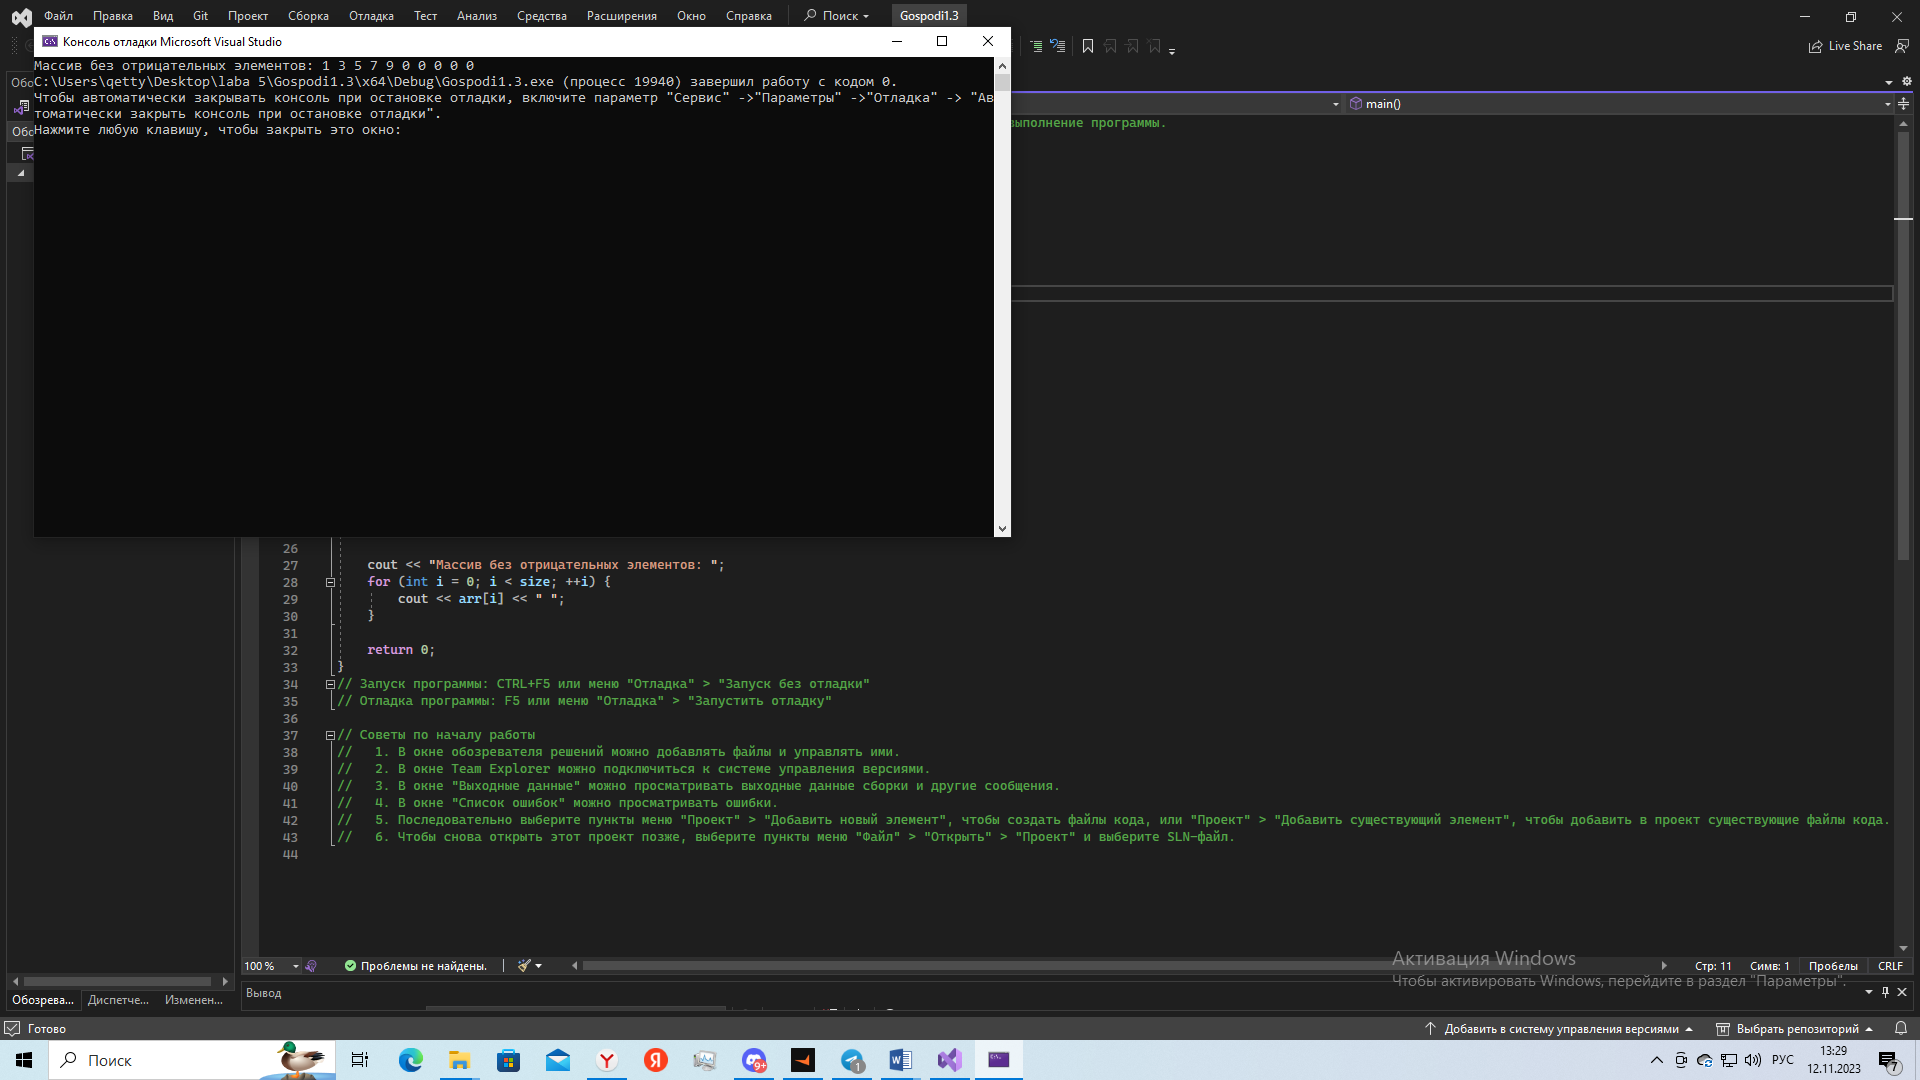 Файл Правка Вид Git Проект Сборка Отладка Тест Анализ Средства Расширения Окно Справка Поиск Gospodi1.3
Консоль отладки Microsoft Visual Studio
Live Share
Массив без отрицательных элементов: 1 3 5 7 9 0 0 0 0 0
C:\Users\qetty\Desktop\laba 5\Gospodi1.3\x64\Debug\Gospodi1.3.exe (процесс 19940) завершил работу с кодом 0.
Чтобы автоматически закрывать консоль при остановке отладки, включите параметр "Сервис" ->"Параметры" ->"Отладка" -> "Ав
томатически закрыть консоль при остановке отладки".
Нажмите любую клавишу, чтобы закрыть это окно:
main()
выполнение программы.
26
27 cout << "Массив без отрицательных элементов: ";
28 for (int i = 0; i < size; ++i) {
29 cout << arr[i] << " ";
30 }
31
32 return 0;
33 }
34 // Запуск программы: CTRL+F5 или меню "Отладка" > "Запуск без отладки"
35 // Отладка программы: F5 или меню "Отладка" > "Запустить отладку"
36
37 // Советы по началу работы
38 // 1. В окне обозревателя решений можно добавлять файлы и управлять ими.
39 // 2. В окне Team Explorer можно подключиться к системе управления версиями.
40 // 3. В окне "Выходные данные" можно просматривать выходные данные сборки и другие сообщения.
41 // 4. В окне "Список ошибок" можно просматривать ошибки.
42 // 5. Последовательно выберите пункты меню "Проект" > "Добавить новый элемент", чтобы создать файлы кода, или "Проект" > "Добавить существующий элемент", чтобы добавить в проект существующие файлы кода.
43 // 6. Чтобы снова открыть этот проект позже, выберите пункты меню "Файл" > "Открыть" > "Проект" и выберите SLN-файл.
44
Активация Windows
Чтобы активировать Windows, перейдите в раздел "Параметры".
100 % Проблемы не найдены. Стр: 11 Симв: 1 Пробелы CRLF
Обозрева... Диспетче... Изменен... Вывод
Готово Добавить в систему управления версиями Выбрать репозиторий
Поиск
РУС
13:29
12.11.2023